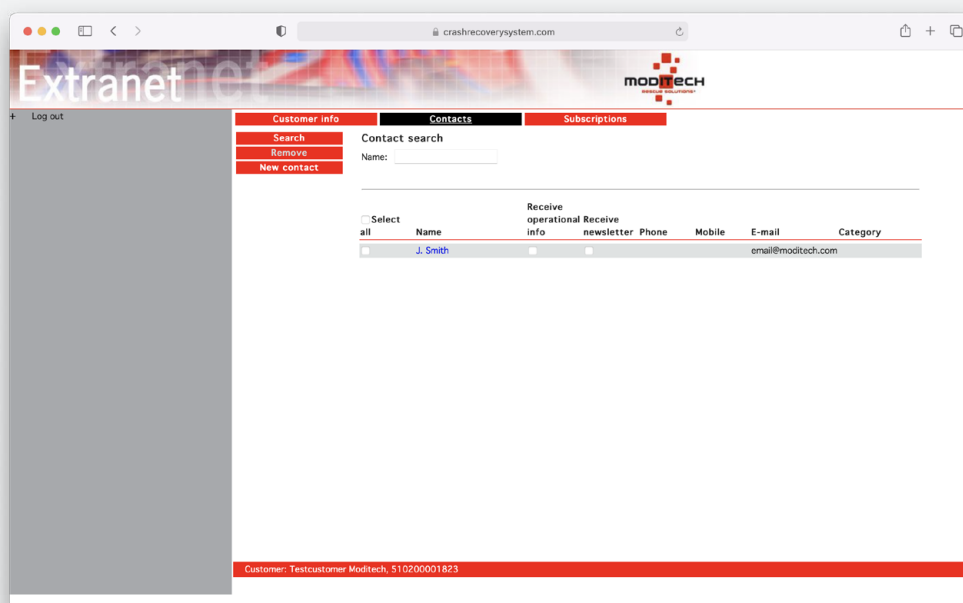 crashrecoverysystem.com
Extranet
MODITECH
RESCUE SOLUTIONS
+ Log out
Customer info Contacts Subscriptions
Search
Remove
New contact
Contact search
Name:
Select all Name Receive operational info Receive newsletter Phone Mobile E-mail Category
J. Smith email@moditech.com
Customer: Testcustomer Moditech, 510200001823